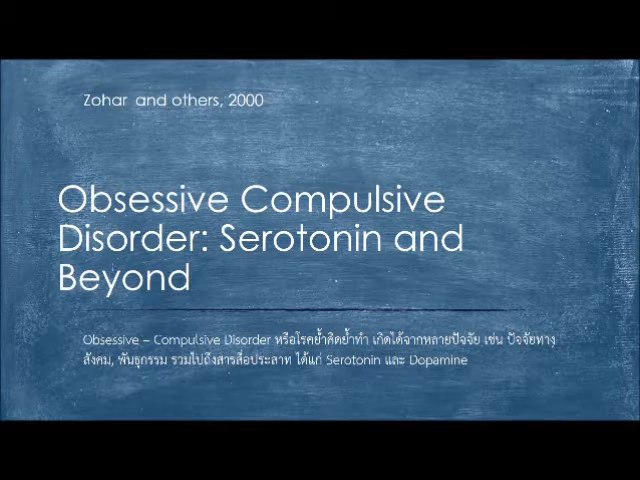 Zohar and others, 2000
Obsessive Compulsive
Disorder: Serotonin and
Beyond
Obsessive – Compulsive Disorder หรือโรคย้ำคิดย้ำทำ เกิดได้จากหลายปัจจัย เช่น ปัจจัยทาง
สังคม, พันธุกรรม รวมไปถึงสารสื่อประสาท ได้แก่ Serotonin และ Dopamine